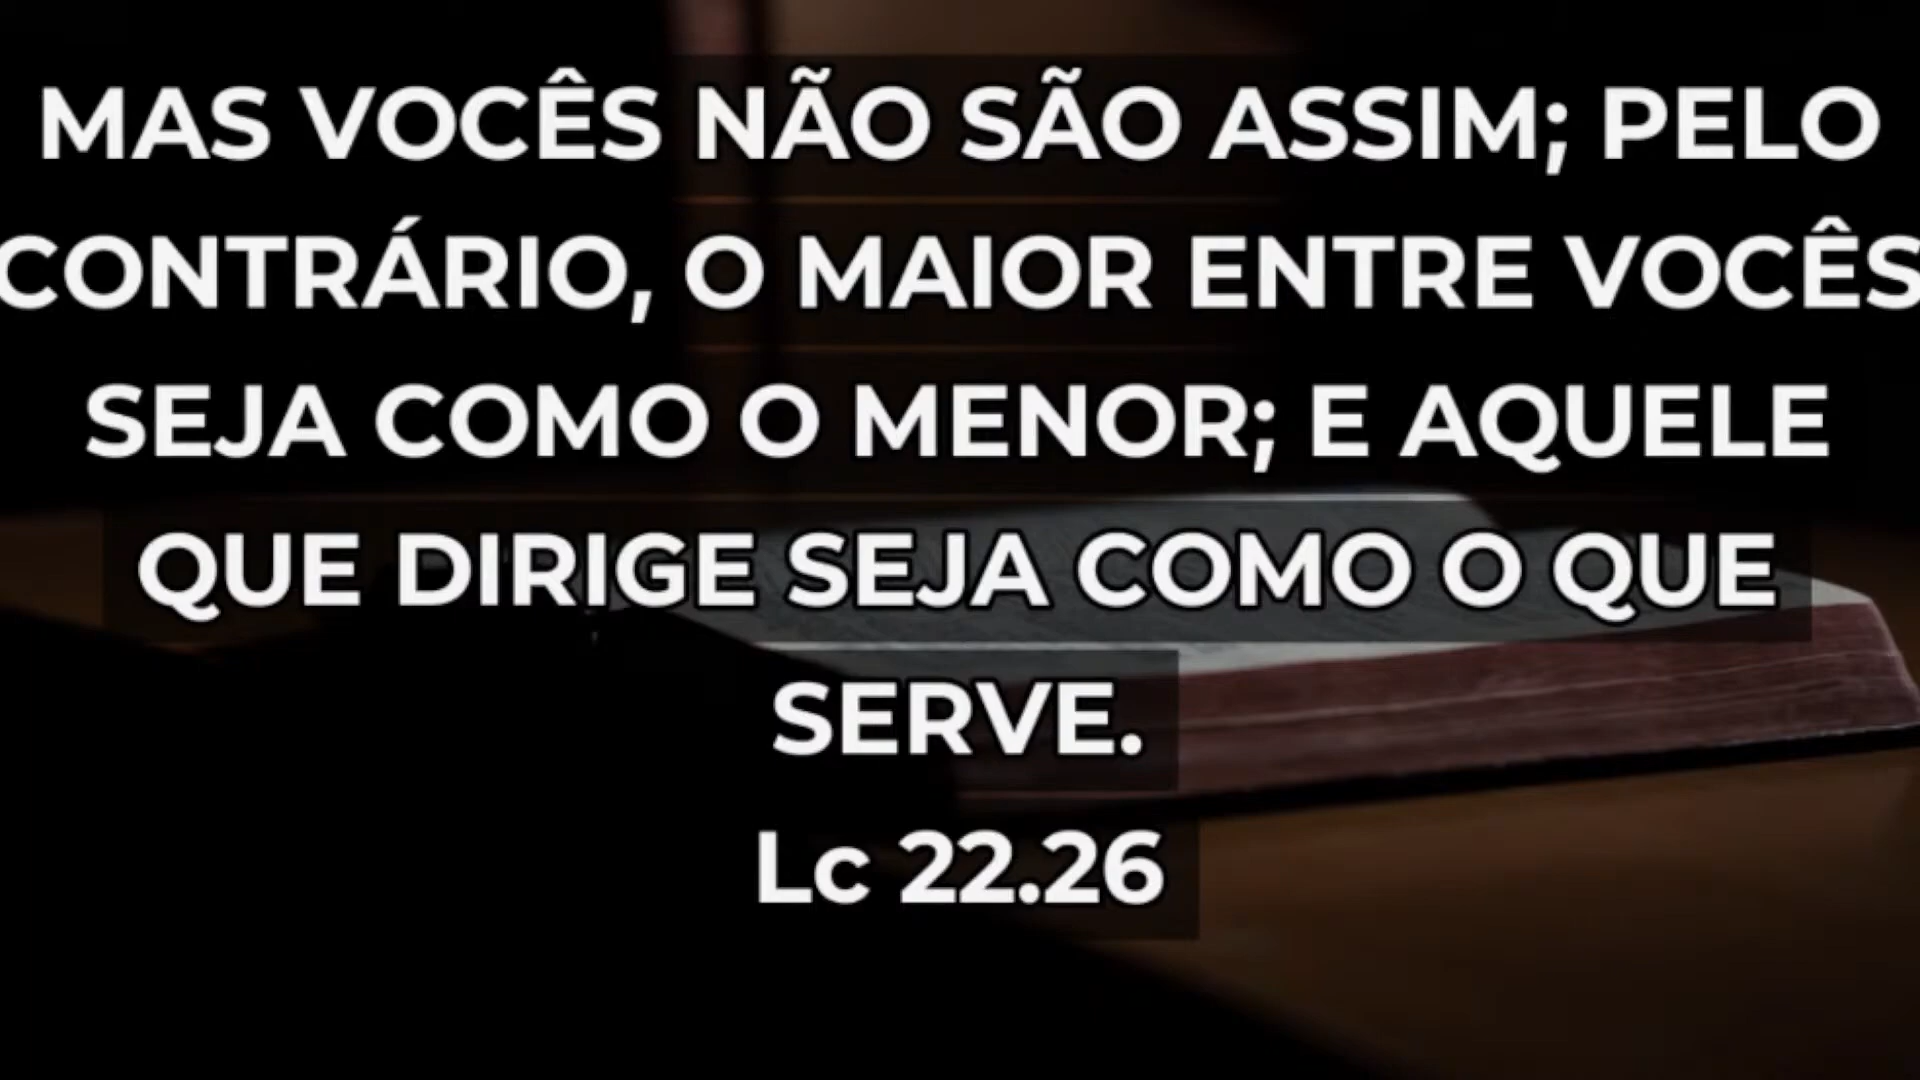 MAS VOCÊS NÃO SÃO ASSIM; PELO
CONTRÁRIO, O MAIOR ENTRE VOCÊS
SEJA COMO O MENOR; E AQUELE
QUE DIRIGE SEJA COMO O QUE
SERVE.
Lc 22.26